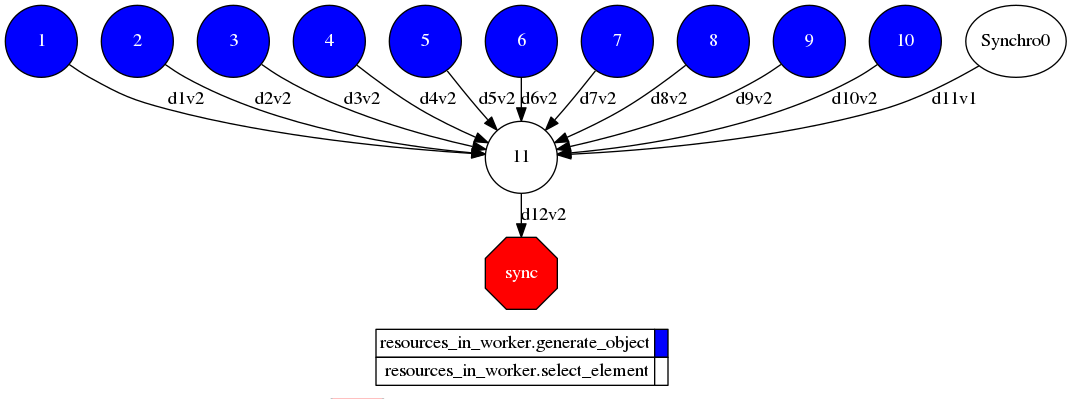 1 2 3 4 5 6 7 8 9 10 Synchro0
d1v2 d2v2 d3v2 d4v2 d5v2 d6v2 d7v2 d8v2 d9v2 d10v2 d11v1
11
d12v2
sync
resources_in_worker.generate_object
resources_in_worker.select_element